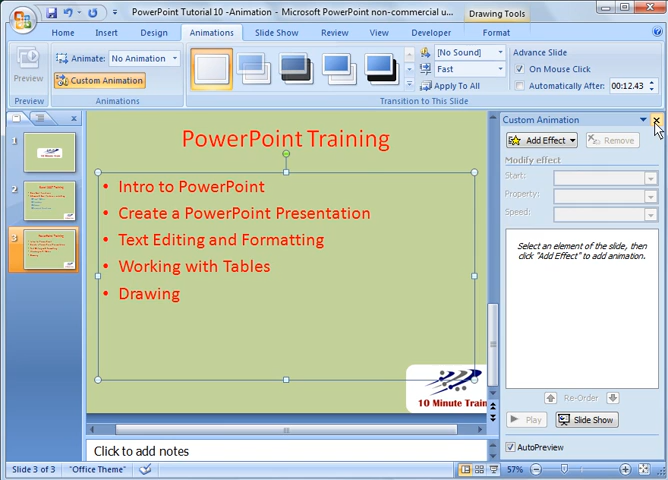 PowerPoint Tutorial 10 -Animation - Microsoft PowerPoint non-commercial u...
Drawing Tools
Home Insert Design Animations Slide Show Review View Developer Format
Preview
Animate: No Animation
Custom Animation
[No Sound]
Fast
Apply To All
Advance Slide
On Mouse Click
Automatically After: 00:12.43
Preview Animations Transition to This Slide
1
2
3
PowerPoint Training
• Intro to PowerPoint
• Create a PowerPoint Presentation
• Text Editing and Formatting
• Working with Tables
• Drawing
10 Minute Train
Custom Animation
Add Effect Remove
Modify effect
Start:
Property:
Speed:
Select an element of the slide, then
click "Add Effect" to add animation.
Re-Order
Play Slide Show
AutoPreview
Click to add notes
Slide 3 of 3 "Office Theme" 57%